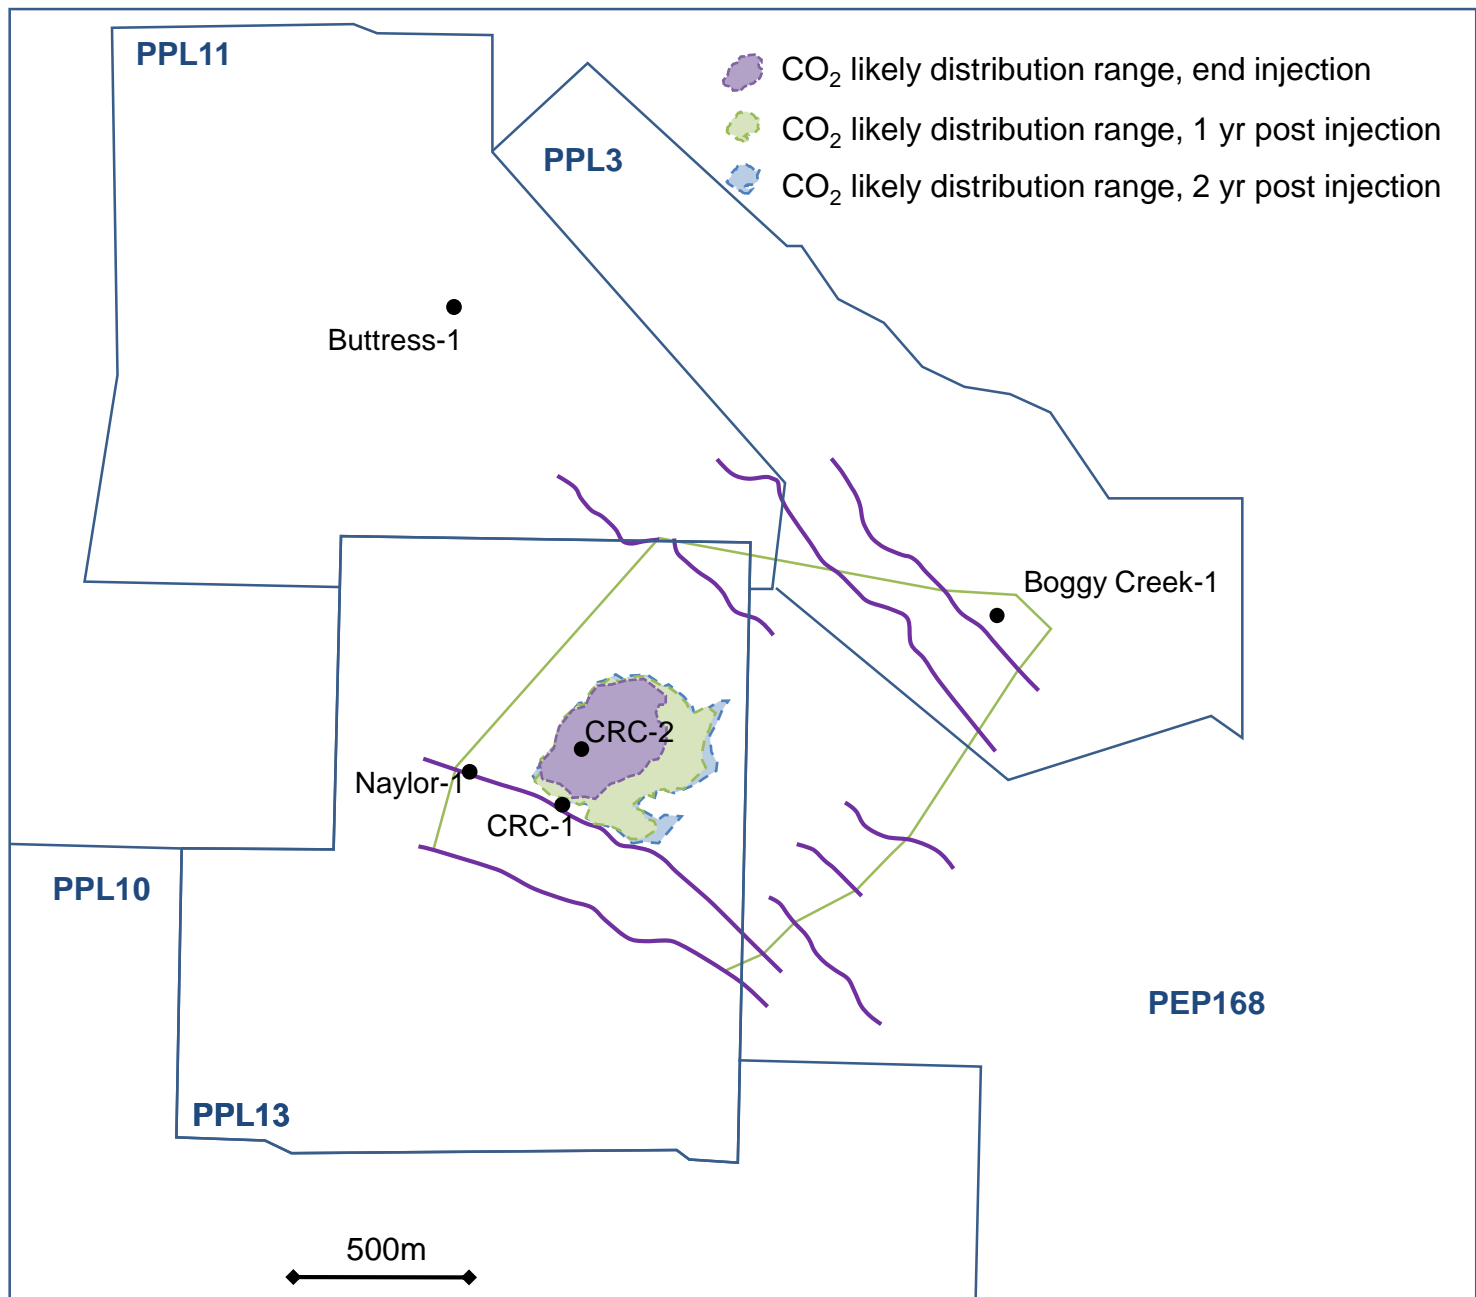 PPL11
CO₂ likely distribution range, end injection
CO₂ likely distribution range, 1 yr post injection
PPL3
CO₂ likely distribution range, 2 yr post injection
Buttress-1
Boggy Creek-1
CRC-2
Naylor-1
CRC-1
PPL10
PEP168
PPL13
500m